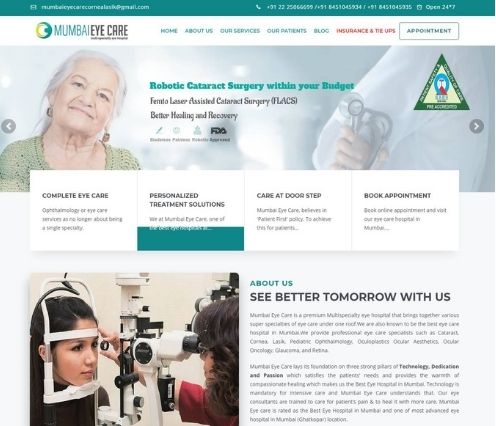 mumbaieyecarecornealasik@gmail.com
+91 22 25066699 /+91 8451034934 / +91 8451045935
Open 24*7
MUMBAI EYE CARE
multispeciality eye hospital
HOME
ABOUT US
OUR SERVICES
OUR PATIENTS
BLOG
INSURANCE & TIE UPS
APPOINTMENT
Robotic Cataract Surgery within your Budget
Femto Laser Assisted Cataract Surgery (FLACS)
Better Healing and Recovery
Bladeless Painless Robotic Approved
FDA
PRE ACCREDITED
COMPLETE EYE CARE
Ophthalmology or eye care
services as no longer about being
a single specialty.
PERSONALIZED
TREATMENT SOLUTIONS
We at Mumbai Eye Care, one of
the best eye hospitals at...
CARE AT DOOR STEP
Mumbai Eye Care, believes in
'Patient First' policy. To achieve
this for patients...
BOOK APPOINTMENT
Book online appointment and visit
our eye care hospital in
Mumbai....
ABOUT US
SEE BETTER TOMORROW WITH US
Mumbai Eye Care is a premium Multispecialty eye hospital that brings together various
super specialties of eye care under one roof.We are also known to be the best eye care
hospital in Mumbai.We provide professional eye care specialists such as Cataract,
Cornea, Lasik, Pediatric Ophthalmology, Oculoplastics Ocular Aesthetics, Ocular
Oncology, Glaucoma, and Retina.
Mumbai Eye Care lays its foundation on three strong pillars of Technology, Dedication
and Passion which satisfies the patients' needs and provides the warmth of
compassionate healing which makes us the Best Eye Hospital in Mumbai. Technology is
mandatory for intensive care and Mumbai Eye Care understands that. Our eye
consultants are trained to care for patient's pain & to heal it with more care. Mumbai
Eye care is rated as the Best Eye Hospital in Mumbai and one of most advanced eye
hospital in Mumbai (Ghatkopar) location.